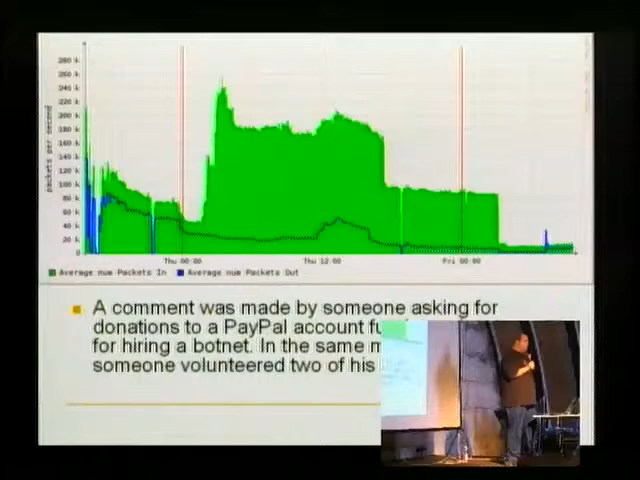 280 k
260 k
240 k
220 k
200 k
180 k
160 k
140 k
120 k
100 k
80 k
60 k
40 k
20 k
0
packets per second
Thu 00:00 Thu 12:00 Fri 00:00
Average num Packets In Average num Packets Out
A comment was made by someone asking for
donations to a PayPal account
for hiring a botnet. In the same
someone volunteered two of his